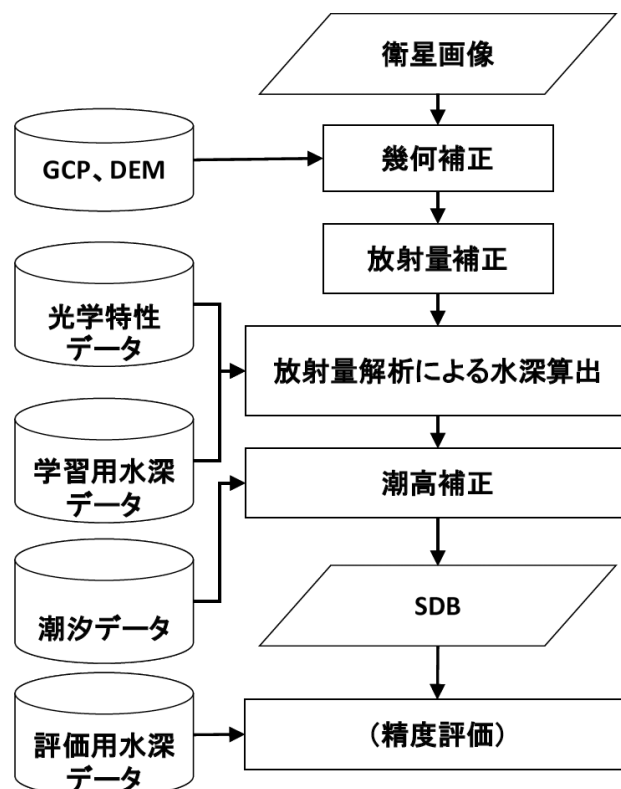 衛星画像
GCP、DEM
幾何補正
放射量補正
光学特性
データ
放射量解析による水深算出
学習用水深
データ
潮高補正
潮汐データ
SDB
評価用水深
データ
（精度評価）